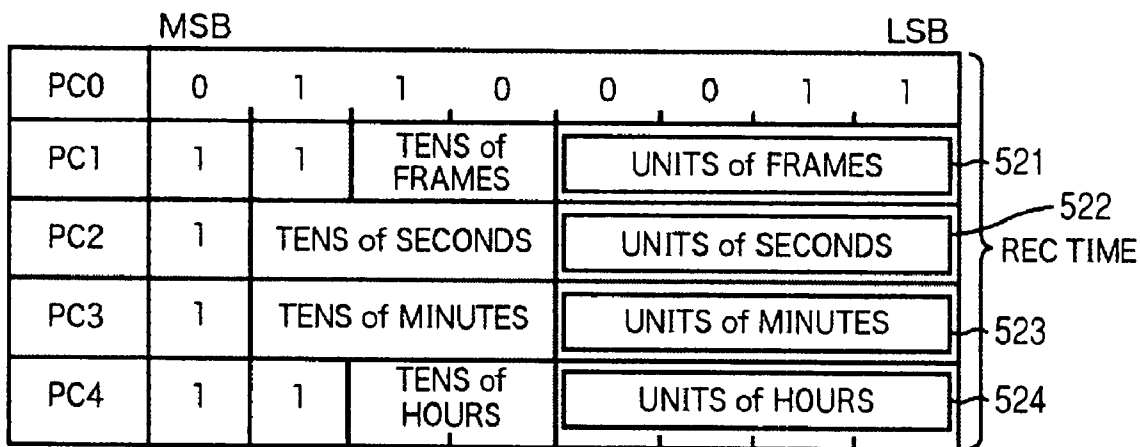 MSB LSB
PC0 0 1 1 0 0 0 1 1
PC1 1 1 TENS of FRAMES UNITS of FRAMES 521
522
PC2 1 TENS of SECONDS UNITS of SECONDS
REC TIME
PC3 1 TENS of MINUTES UNITS of MINUTES 523
PC4 1 1 TENS of HOURS UNITS of HOURS 524